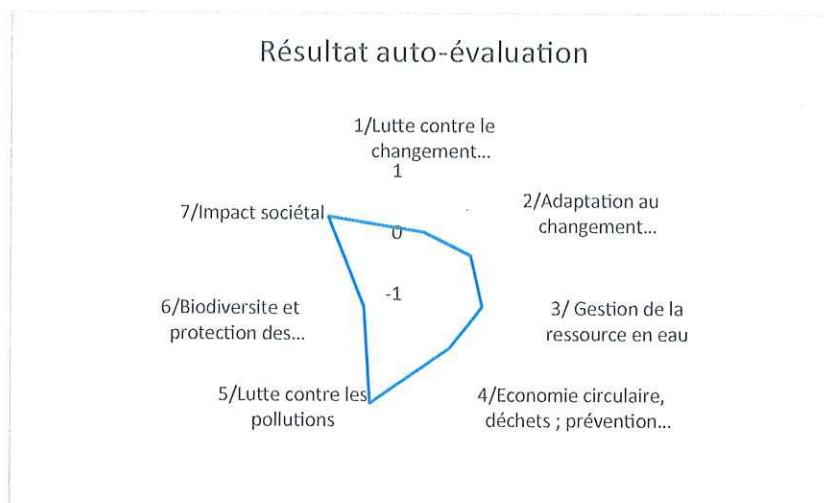 Résultat auto-évaluation
1/Lutte contre le
changement...
1
2/Adaptation au
changement...
7/Impact sociétal
0
3/ Gestion de la
ressource en eau
6/Biodiversite et
protection des...
-1
5/Lutte contre les
pollutions
4/Economie circulaire,
déchets ; prévention...